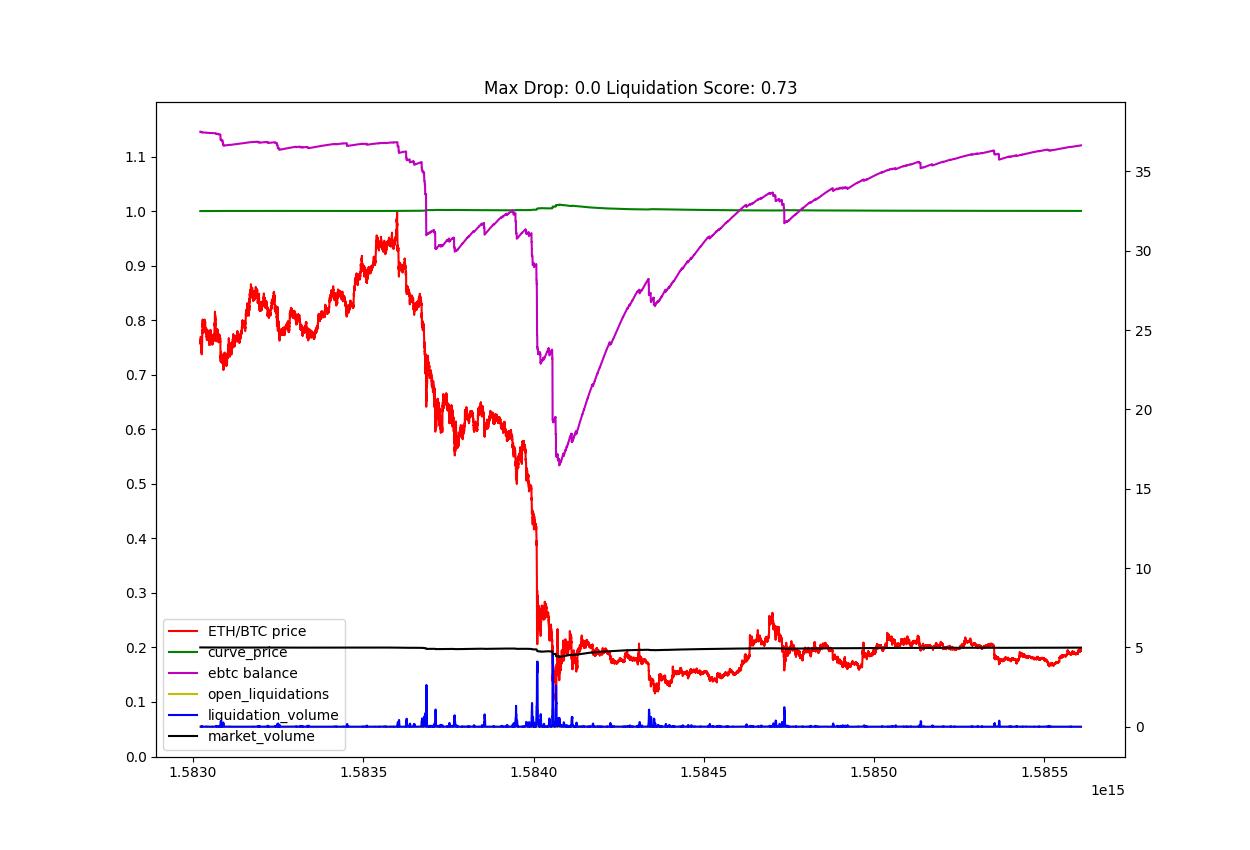 Max Drop: 0.0 Liquidation Score: 0.73
1.1
1.0
0.9
0.8
0.7
0.6
0.5
0.4
0.3
0.2
0.1
0.0
35
30
25
20
15
10
5
0
ETH/BTC price
curve_price
ebtc balance
open_liquidations
liquidation_volume
market_volume
1.5830 1.5835 1.5840 1.5845 1.5850 1.5855
1e15